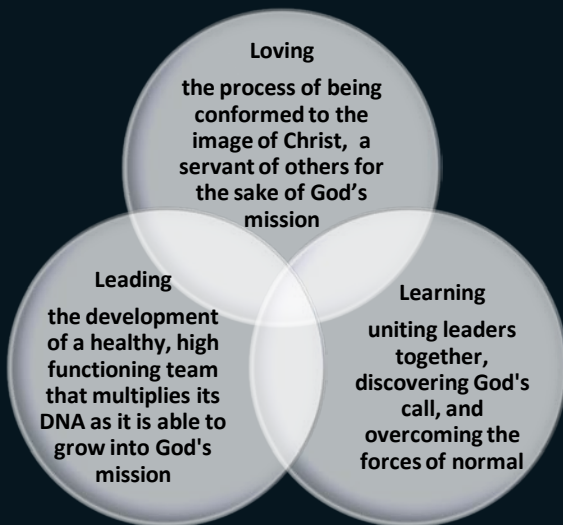 Loving
the process of being
conformed to the
image of Christ,  a
servant of others for
the sake of God’s
mission
Leading
the development
of a healthy, high
functioning team
that multiplies its
DNA as it is able to
grow into God's
mission
Learning
uniting leaders
together,
discovering God's
call, and
overcoming the
forces of normal